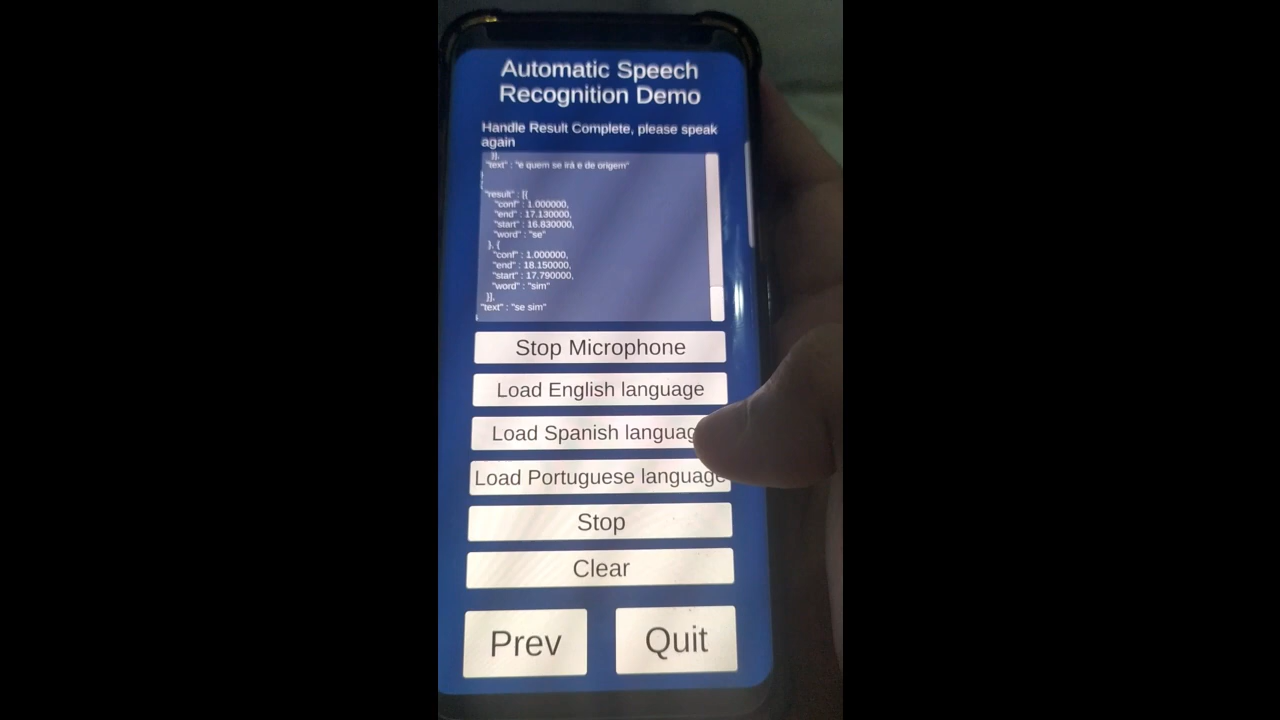 Automatic Speech
Recognition Demo
Handle Result Complete, please speak
again
}],
"text" : "e quem se irá e de origem"
}
{
"result" : [{
"conf" : 1.000000,
"end" : 17.130000,
"start" : 16.830000,
"word" : "se"
}, {
"conf" : 1.000000,
"end" : 18.150000,
"start" : 17.790000,
"word" : "sim"
}],
"text" : "se sim"
Stop Microphone
Load English language
Load Spanish languag
Load Portuguese language
Stop
Clear
Prev
Quit